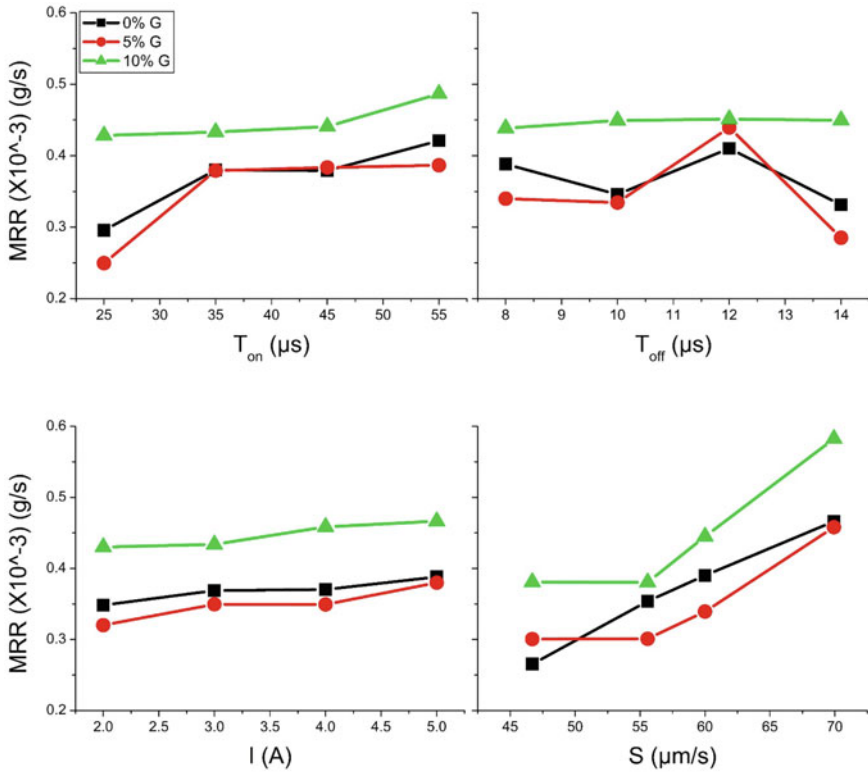 0% G
5% G
10% G
0.6
0.5
0.4
0.3
0.2
MRR (X10^-3) (g/s)
25 30 35 40 45 50 55
T_on (µs)
8 9 10 11 12 13 14
T_off (µs)
0.6
0.5
0.4
0.3
0.2
MRR (X10^-3) (g/s)
2.0 2.5 3.0 3.5 4.0 4.5 5.0
I (A)
45 50 55 60 65 70
S (µm/s)